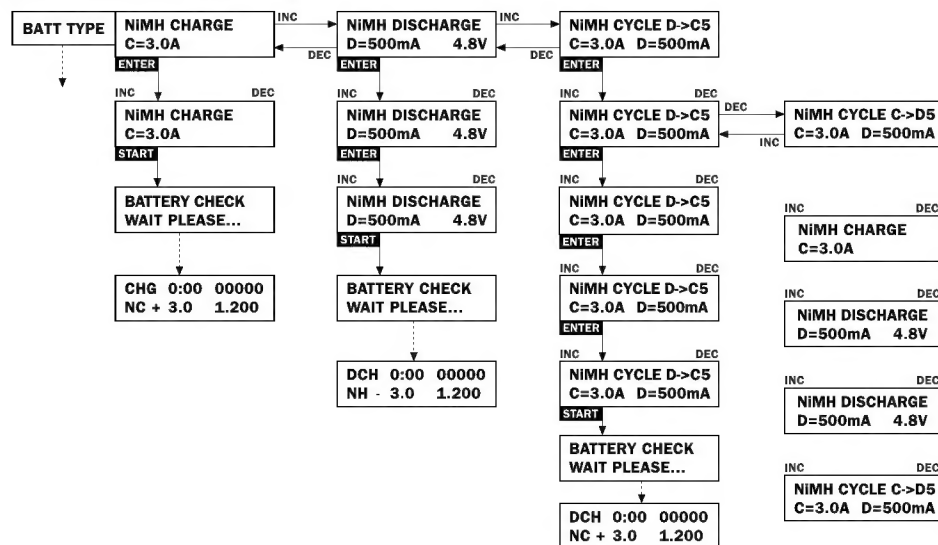 BATT TYPE
NiMH CHARGE
C=3.0A
ENTER
INC DEC
NiMH CHARGE
C=3.0A
START
BATTERY CHECK
WAIT PLEASE...
CHG 0:00 00000
NC + 3.0 1.200
INC
DEC
NiMH DISCHARGE
D=500mA 4.8V
ENTER
INC DEC
NiMH DISCHARGE
D=500mA 4.8V
ENTER
INC DEC
NiMH DISCHARGE
D=500mA 4.8V
START
BATTERY CHECK
WAIT PLEASE...
DCH 0:00 00000
NH - 3.0 1.200
INC
DEC
NiMH CYCLE D->C5
C=3.0A D=500mA
ENTER
INC DEC
NiMH CYCLE D->C5
C=3.0A D=500mA
ENTER
INC DEC
NiMH CYCLE D->C5
C=3.0A D=500mA
ENTER
INC DEC
NiMH CYCLE D->C5
C=3.0A D=500mA
ENTER
INC DEC
NiMH CYCLE D->C5
C=3.0A D=500mA
START
BATTERY CHECK
WAIT PLEASE...
DCH 0:00 00000
NC + 3.0 1.200
DEC
INC
NiMH CYCLE C->D5
C=3.0A D=500mA
INC DEC
NiMH CHARGE
C=3.0A
INC DEC
NiMH DISCHARGE
D=500mA 4.8V
INC DEC
NiMH DISCHARGE
D=500mA 4.8V
INC DEC
NiMH CYCLE C->D5
C=3.0A D=500mA